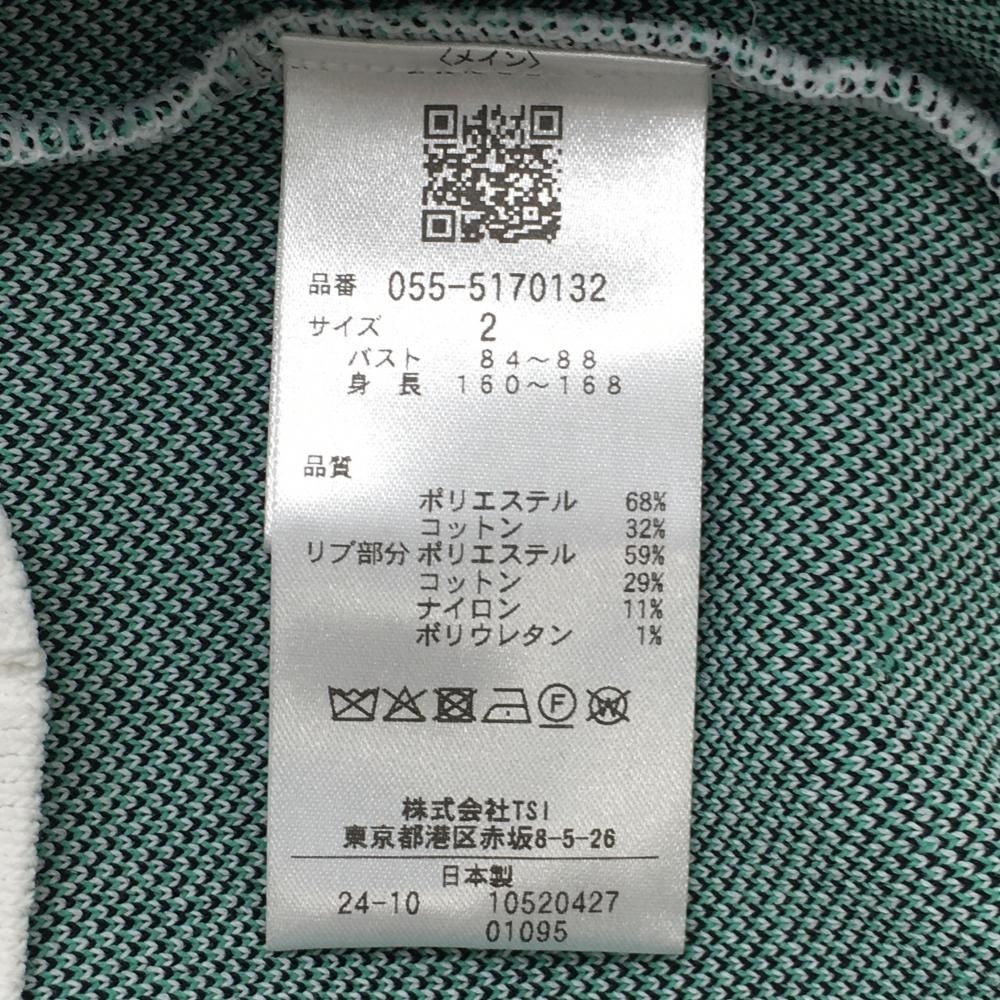 〈メイン〉
品番 055-5170132
サイズ 2
バスト 84～88
身長 160～168
品質
ポリエステル 68%
コットン 32%
リブ部分 ポリエステル 59%
コットン 29%
ナイロン 11%
ポリウレタン 1%
F W
株式会社TSI
東京都港区赤坂8-5-26
日本製
24-10 10520427
01095